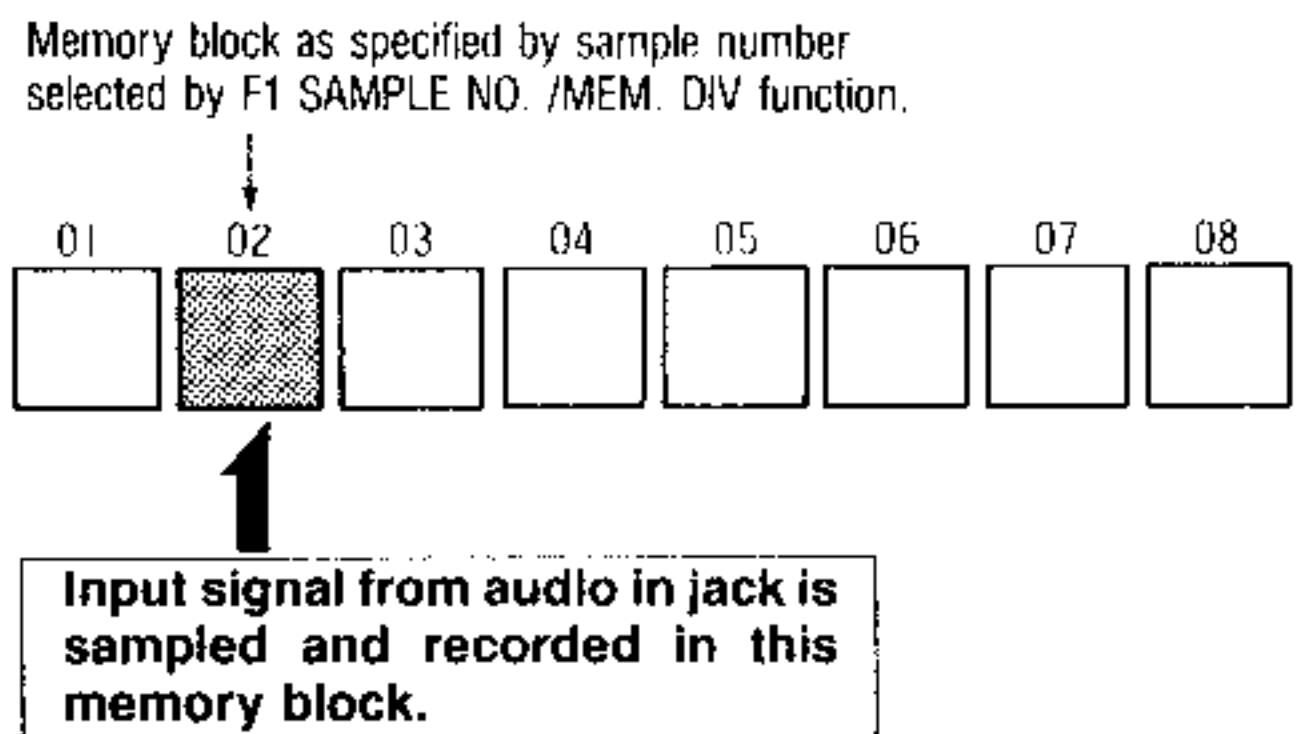 Memory block as specified by sample number
selected by F1 SAMPLE NO. /MEM. DIV function.
01 02 03 04 05 06 07 08
Input signal from audio in jack is
sampled and recorded in this
memory block.